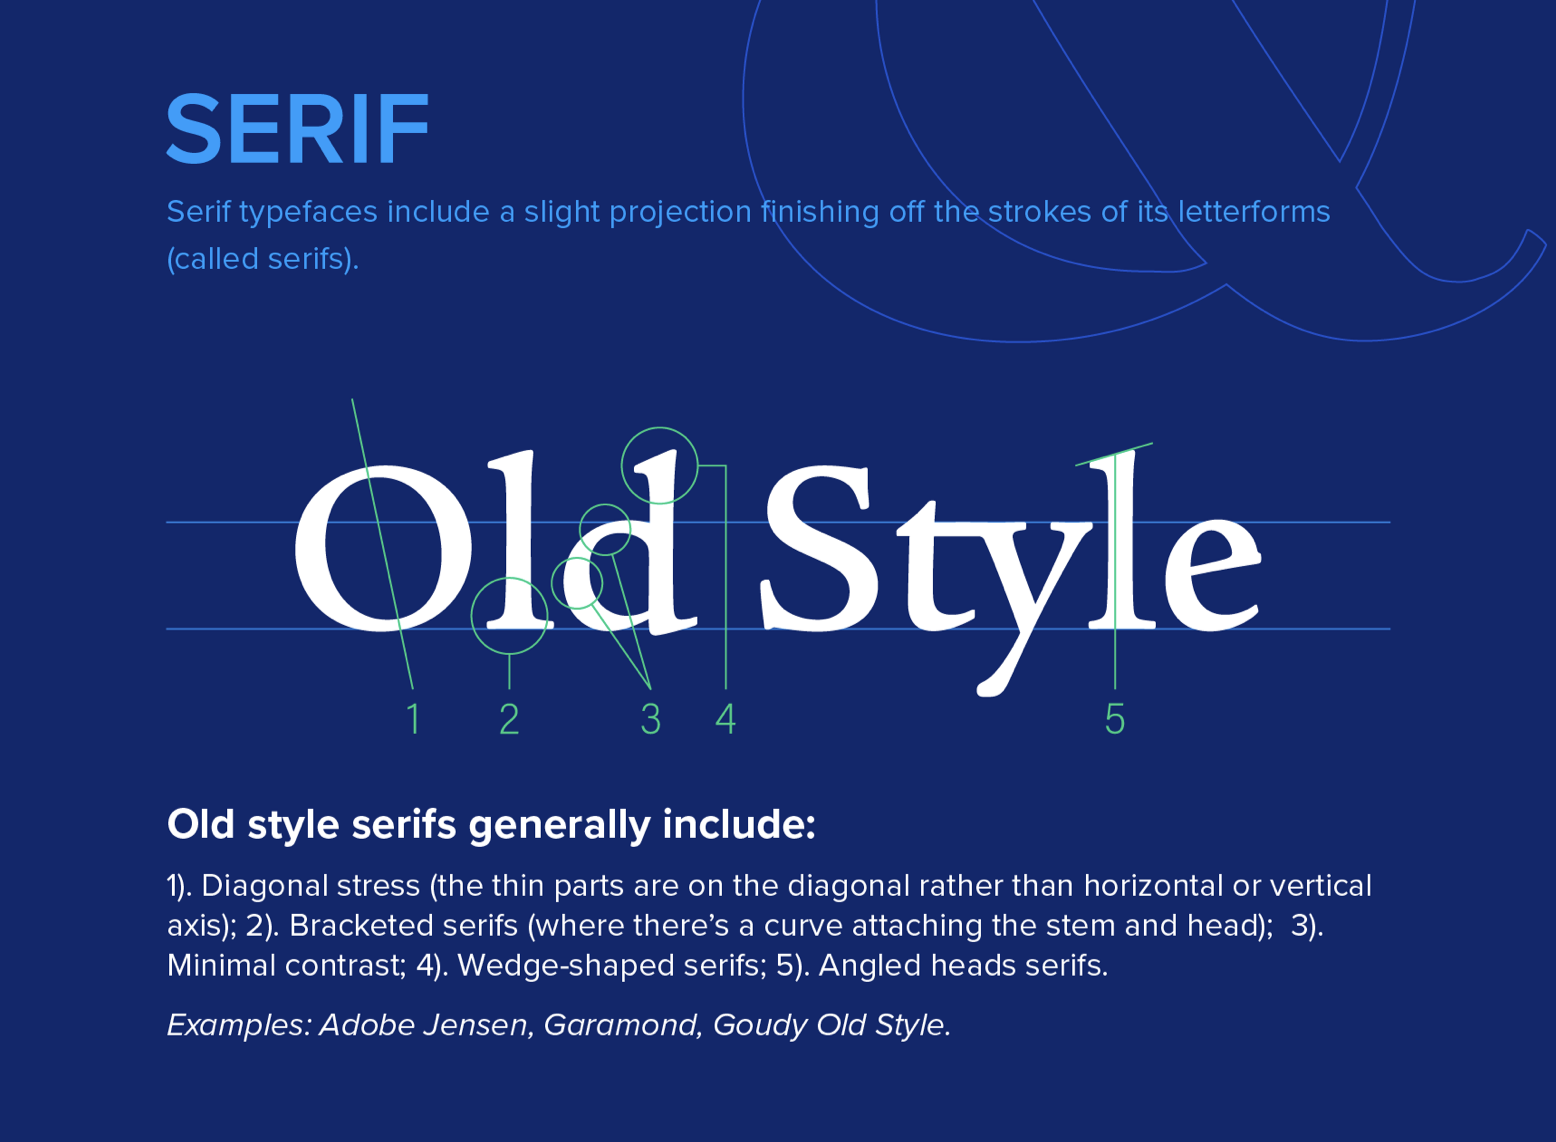 SERIF
Serif typefaces include a slight projection finishing off the strokes of its letterforms
(called serifs).
Old Style
1 2 3 4 5
Old style serifs generally include:
1). Diagonal stress (the thin parts are on the diagonal rather than horizontal or vertical
axis); 2). Bracketed serifs (where there’s a curve attaching the stem and head);  3).
Minimal contrast; 4). Wedge-shaped serifs; 5). Angled heads serifs.
Examples: Adobe Jensen, Garamond, Goudy Old Style.